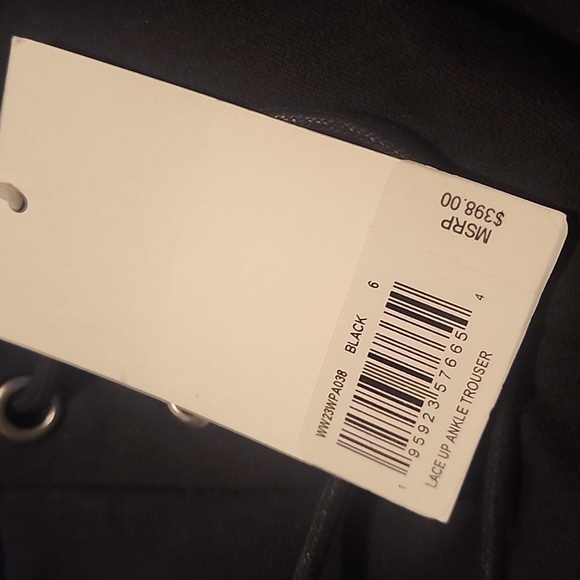 WW23WPA038 BLACK 6
1 95923 57665 4
LACE UP ANKLE TROUSER
MSRP
$398.00